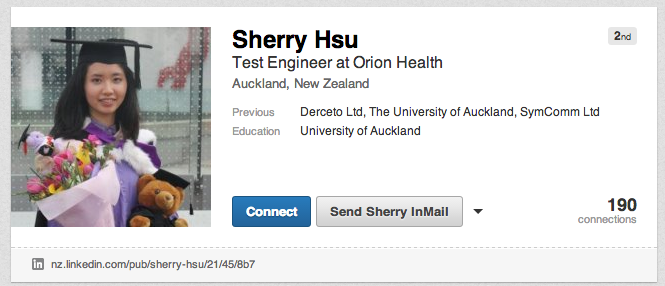 Sherry Hsu
2nd
Test Engineer at Orion Health
Auckland, New Zealand
Previous Derceto Ltd, The University of Auckland, SymComm Ltd
Education University of Auckland
Connect Send Sherry InMail
190
connections
in nz.linkedin.com/pub/sherry-hsu/21/45/8b7